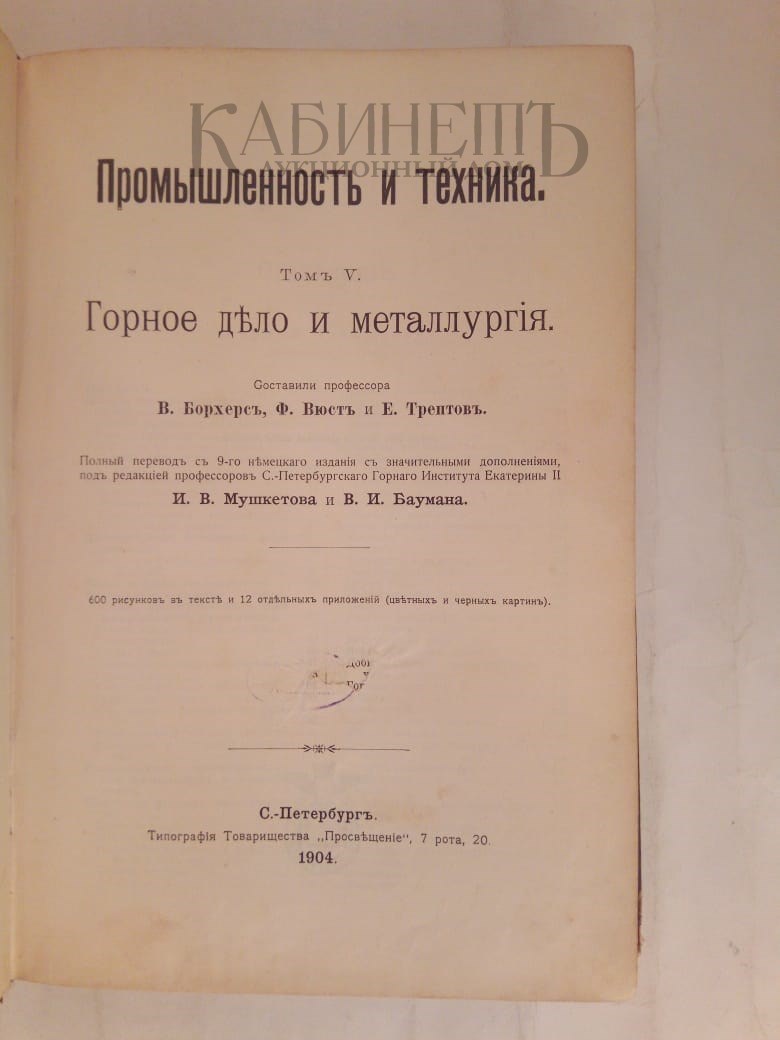 КАБИНЕТЪ
АУКЦИОННЫЙ ДОМ
Промышленность и техника.
Томъ V.
Горное дѣло и металлургія.
Составили профессора
В. Борхерсъ, Ф. Вюстъ и Е. Трептовъ.
Полный переводъ съ 9-го нѣмецкаго изданія съ значительными дополненіями,
подъ редакціей профессоровъ С.-Петербургскаго Горнаго Института Екатерины II
И. В. Мушкетова и В. И. Баумана.
600 рисунковъ въ текстѣ и 12 отдѣльныхъ приложеній (цвѣтныхъ и черныхъ картинъ).
С.-Петербургъ.
Типографія Товарищества „Просвѣщеніе“, 7 рота, 20.
1904.